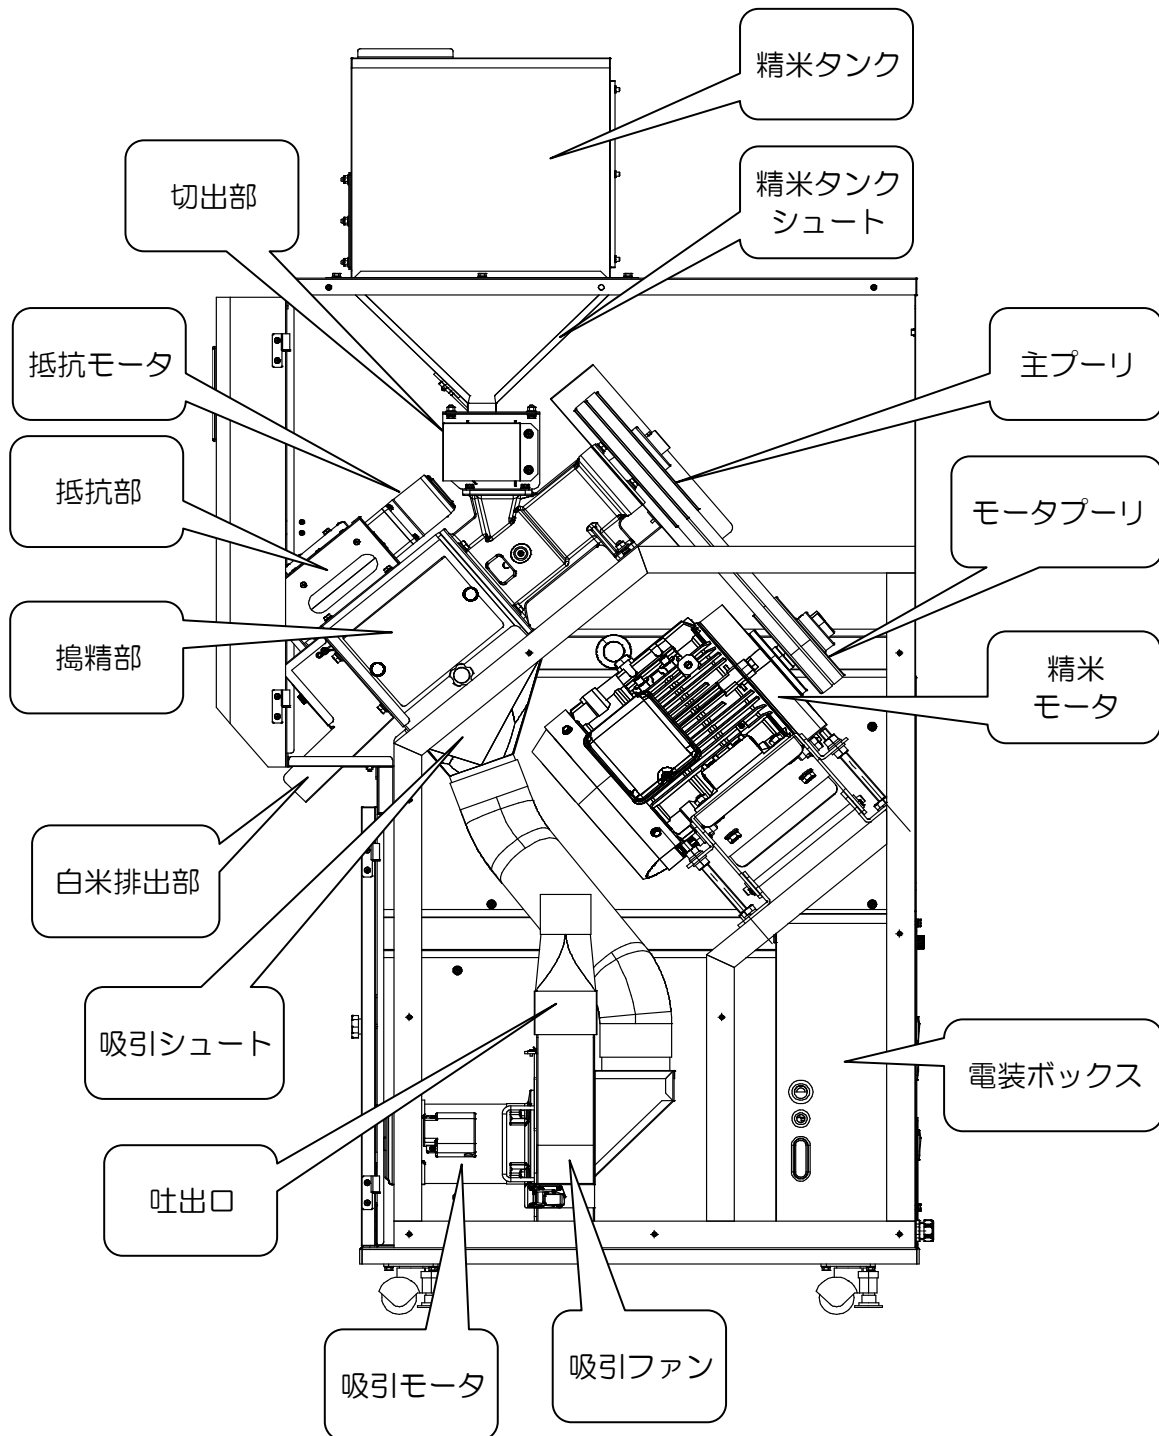 精米タンク
切出部
精米タンク
シュート
抵抗モータ
主プーリ
抵抗部
モータプーリ
搗精部
精米
モータ
白米排出部
吸引シュート
電装ボックス
吐出口
吸引モータ
吸引ファン